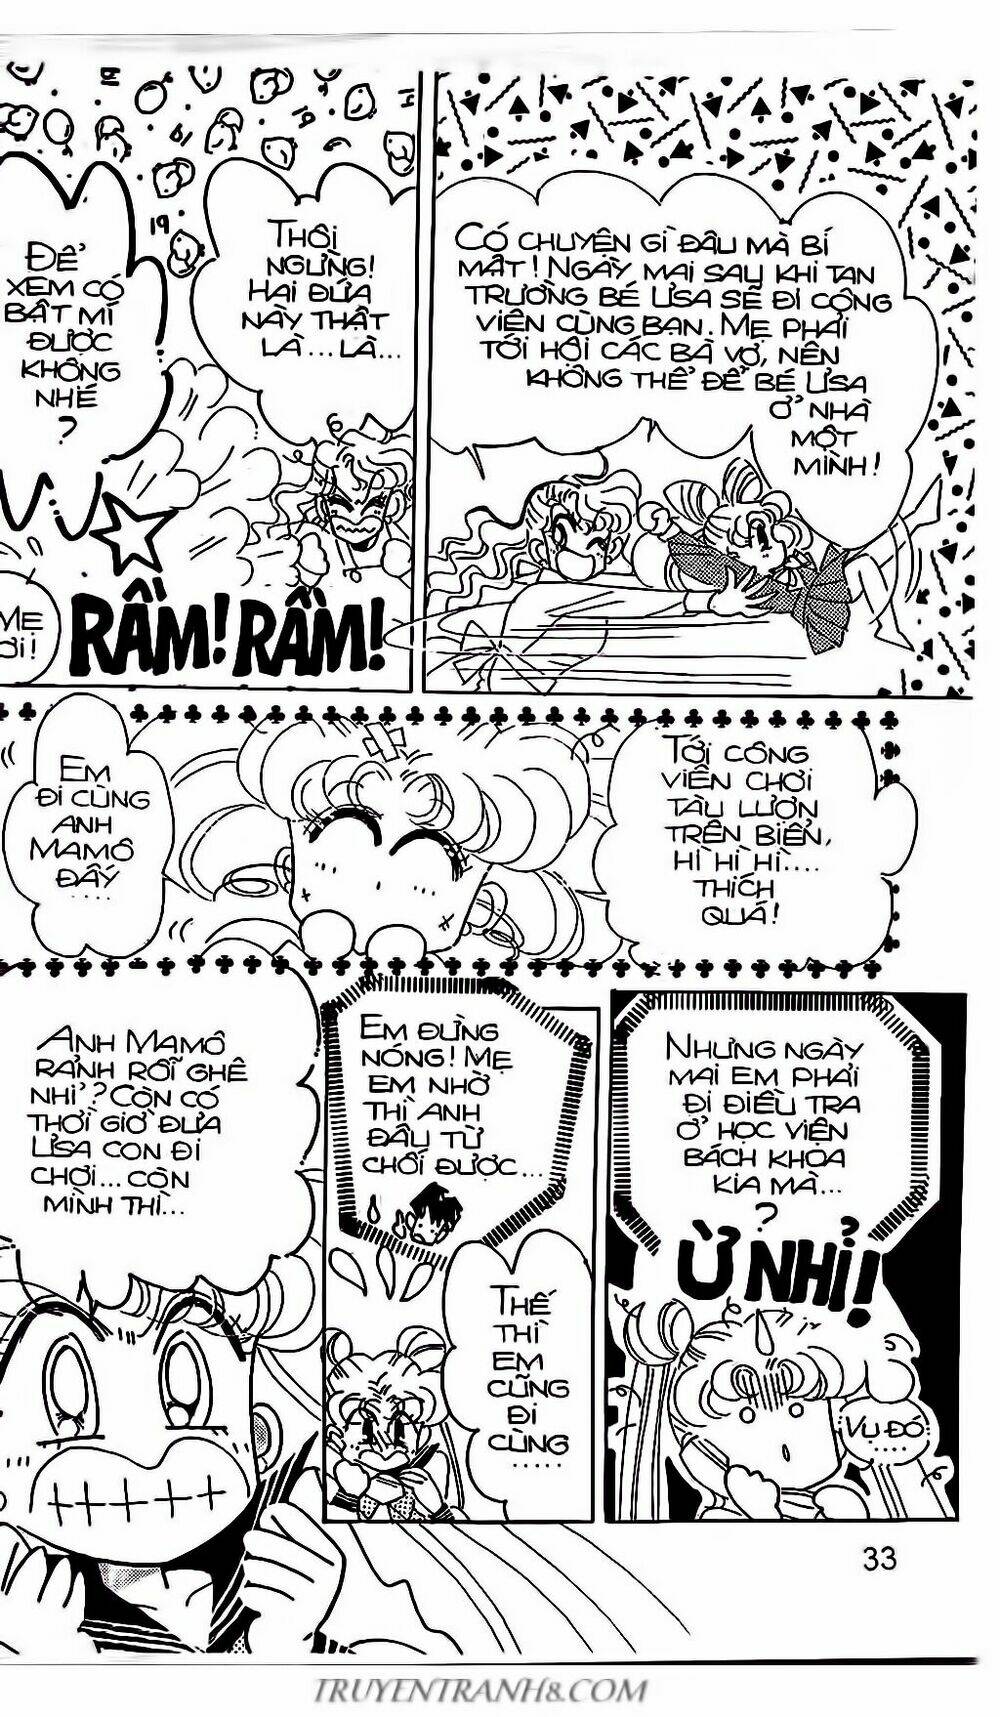 ĐỂ
XEM CÓ
BẬT MÍ
ĐƯỢC
KHÔNG
NHÉ
?
THÔI
NGƯNG!
HAI ĐỨA
NÀY THẬT
LÀ...LÀ...
MẸ
ƠI!
RẦM! RẦM!
CÓ CHUYỆN GÌ ĐÂU MÀ BÍ
MẬT! NGÀY MAI SAU KHI TAN
TRƯỜNG BÉ ƯSA SẼ ĐI CÔNG
VIÊN CÙNG BẠN. MẸ PHẢI
TỚI HỘI CÁC BÀ VỢ, NÊN
KHÔNG THỂ ĐỂ BÉ ƯSA
Ở NHÀ
MỘT
MÌNH!
EM
ĐI CÙNG
ANH
MAMÔ
ĐẤY
.....
TỚI CÔNG
VIÊN CHƠI
TÀU LƯỢN
TRÊN BIỂN,
HÌ HÌ HÌ....
THÍCH
QUÁ!
ANH MAMÔ
RẢNH RỖI GHÊ
NHỈ? CÒN CÓ
THỜI GIỜ ĐƯA
ƯSA CON ĐI
CHƠI... CÒN
MÌNH THÌ...
EM ĐỪNG
NÓNG! MẸ
EM NHỜ
THÌ ANH
ĐÂU TỪ
CHỐI ĐƯỢC...
THẾ
THÌ
EM
CŨNG
ĐI
CÙNG
.....
NHƯNG NGÀY
MAI EM PHẢI
ĐI ĐIỀU TRA
Ở HỌC VIỆN
BÁCH KHOA
KIA MÀ...
?
Ừ NHỈ!
VỤ ĐÓ
.....
33
TRUYENTRANH8.COM